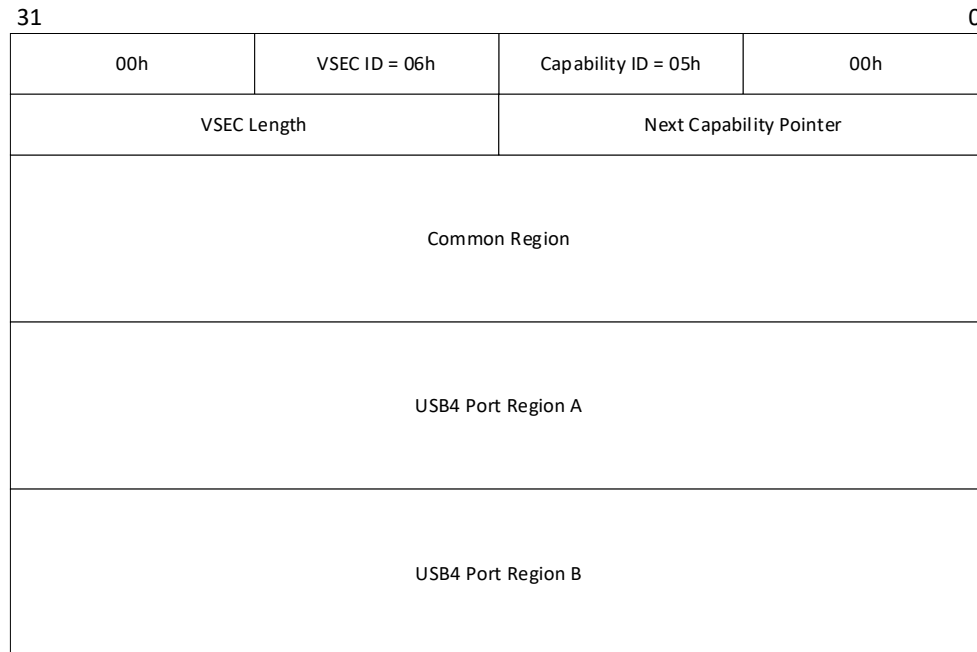 31 0
00h VSEC ID = 06h Capability ID = 05h 00h
VSEC Length Next Capability Pointer
Common Region
USB4 Port Region A
USB4 Port Region B